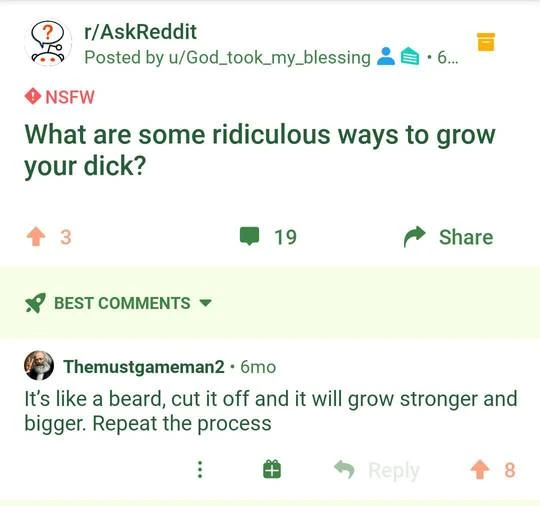 r/AskReddit
Posted by u/God_took_my_blessing • 6...
NSFW
What are some ridiculous ways to grow
your dick?
3
19
Share
BEST COMMENTS
Themustgameman2 • 6mo
It's like a beard, cut it off and it will grow stronger and
bigger. Repeat the process
Reply
8